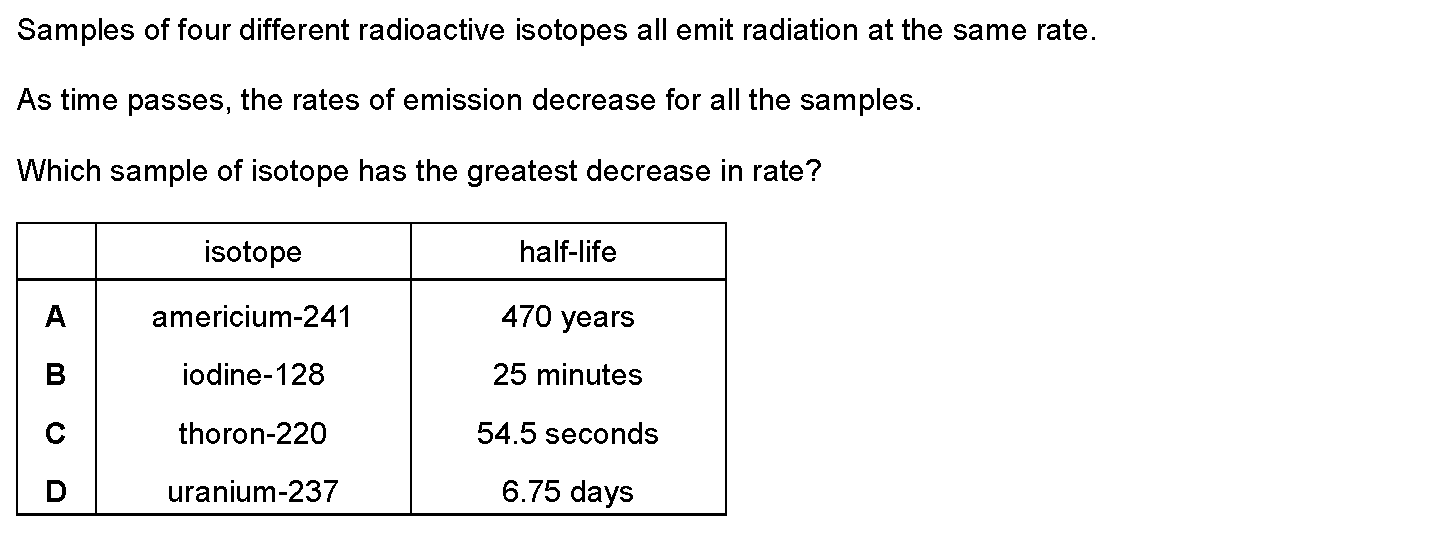 Samples of four different radioactive isotopes all emit radiation at the same rate.
As time passes, the rates of emission decrease for all the samples.
Which sample of isotope has the greatest decrease in rate?
isotope half-life
A americium-241 470 years
B iodine-128 25 minutes
C thoron-220 54.5 seconds
D uranium-237 6.75 days